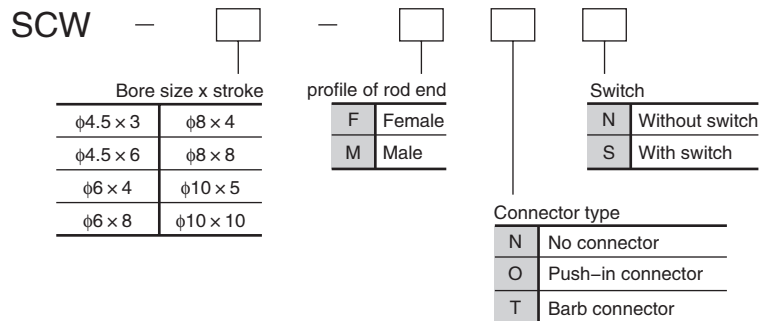 SCW – –
Bore size x stroke
ϕ4.5 × 3 ϕ8 × 4
ϕ4.5 × 6 ϕ8 × 8
ϕ6 × 4 ϕ10 × 5
ϕ6 × 8 ϕ10 × 10
profile of rod end
F Female
M Male
Switch
N Without switch
S With switch
Connector type
N No connector
O Push–in connector
T Barb connector